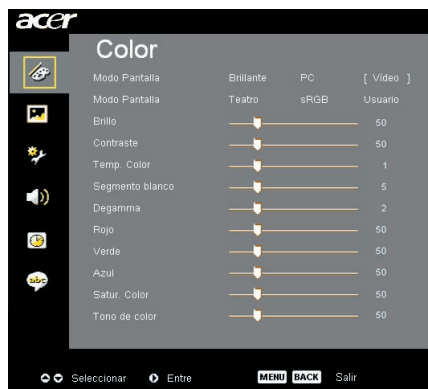 acer
Color
Modo Pantalla Brillante PC [ Vídeo ]
Modo Pantalla Teatro sRGB Usuario
Brillo 50
Contraste 50
Temp. Color 1
Segmento blanco 5
Degamma 2
Rojo 50
Verde 50
Azul 50
Satur. Color 50
Tono de color 50
abc
Seleccionar Entre MENU BACK Salir